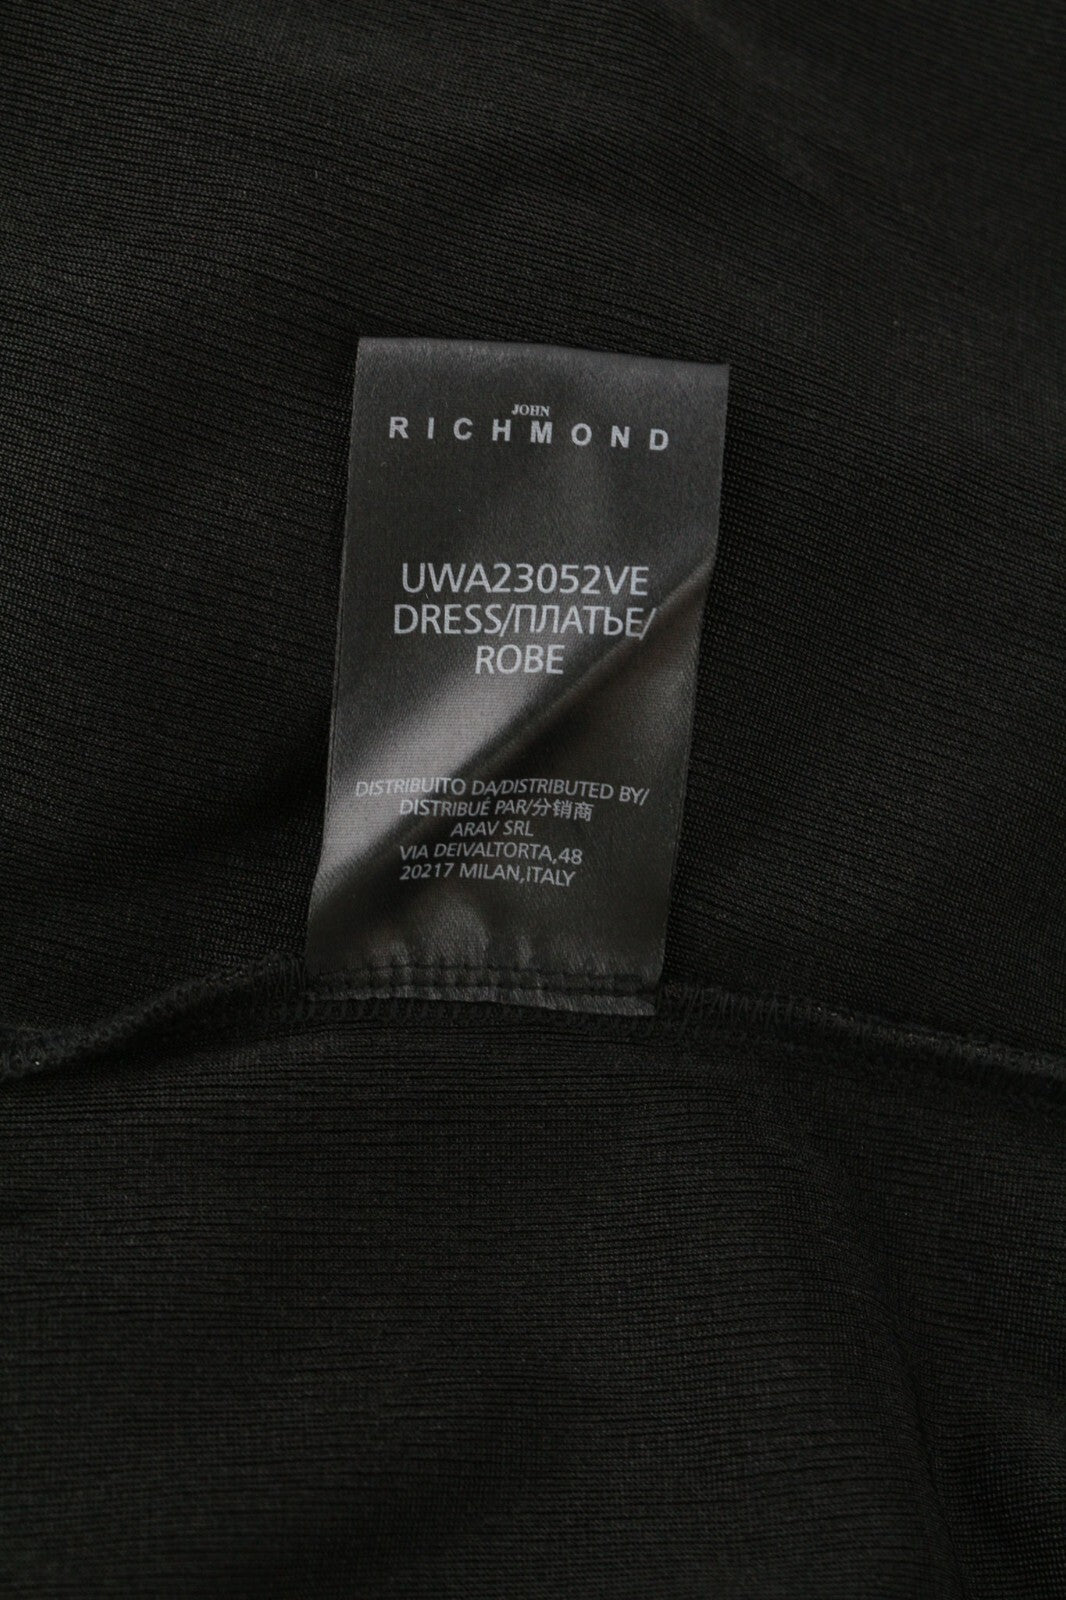 JOHN
RICHMOND
UWA23052VE
DRESS/ПЛАТЬЕ/
ROBE
DISTRIBUITO DA/DISTRIBUTED BY/
DISTRIBUÉ PAR/分销商
ARAV SRL
VIA DEIVALTORTA,48
20217 MILAN,ITALY